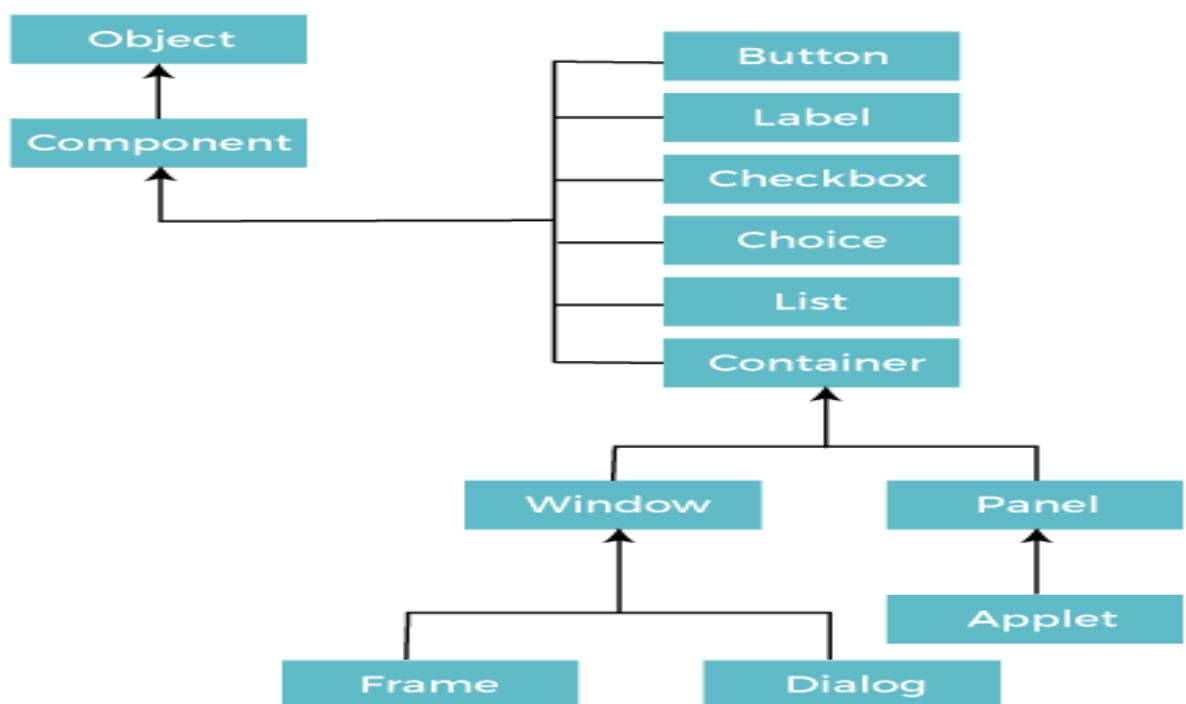 Object
Component
Button
Label
Checkbox
Choice
List
Container
Window
Panel
Applet
Frame
Dialog